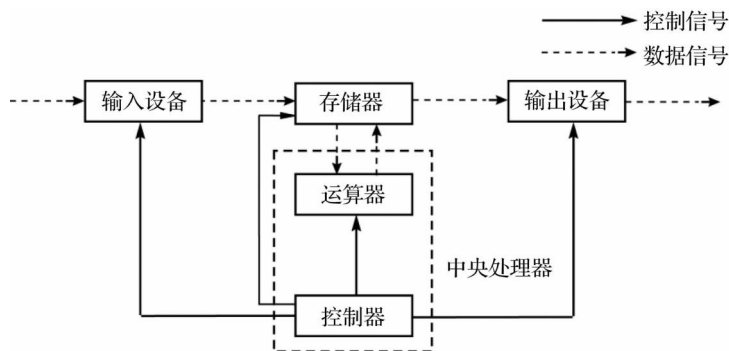 控制信号
数据信号
输入设备
存储器
输出设备
运算器
中央处理器
控制器